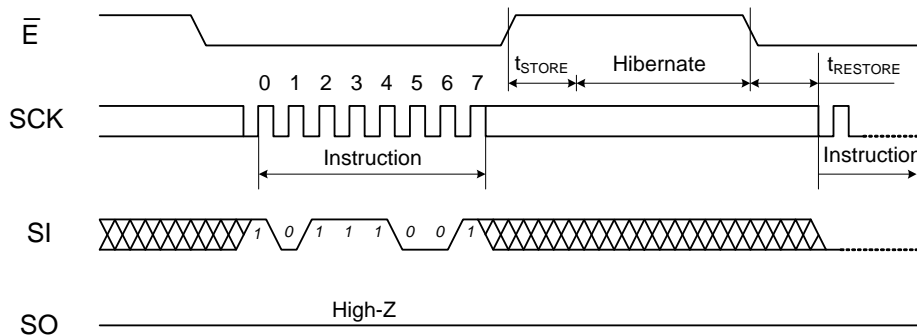 E̅
tSTORE
Hibernate
tRESTORE
0 1 2 3 4 5 6 7
SCK
Instruction
Instruction
SI
1 0 1 1 1 0 0 1
High-Z
SO